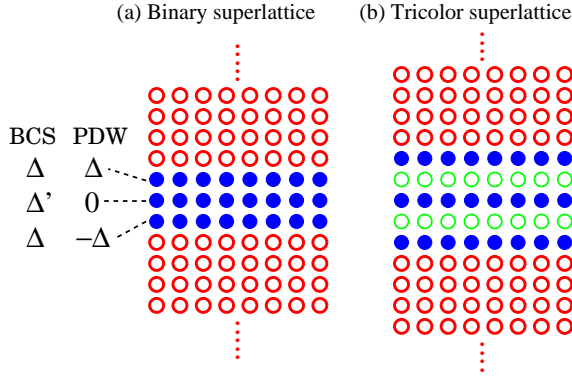 (a) Binary superlattice
(b) Tricolor superlattice
BCS PDW
Δ Δ
Δ' 0
Δ −Δ